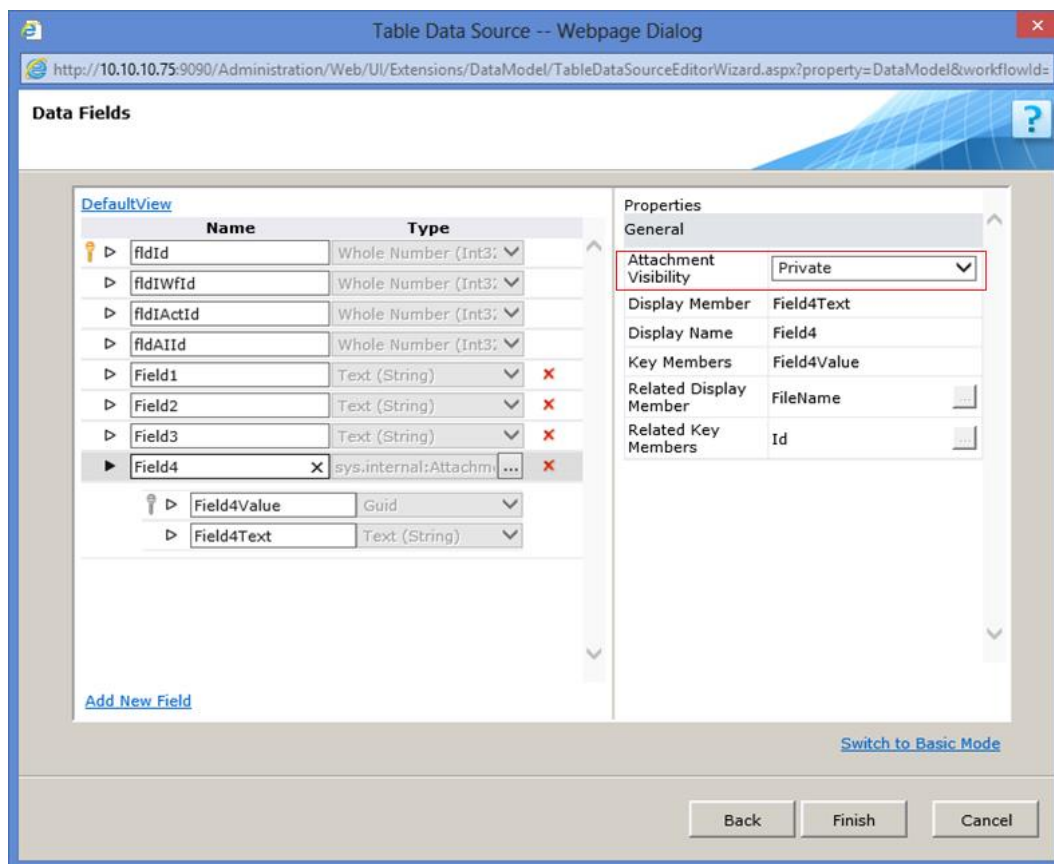 Table Data Source -- Webpage Dialog
http://10.10.10.75:9090/Administration/Web/UI/Extensions/DataModel/TableDataSourceEditorWizard.aspx?property=DataModel&workflowId=
Data Fields
?
DefaultView
Name Type
fldId Whole Number (Int32
fldIWfId Whole Number (Int32
fldIActId Whole Number (Int32
fldAIId Whole Number (Int32
Field1 Text (String)
Field2 Text (String)
Field3 Text (String)
Field4 sys.internal:Attachm ...
Field4Value Guid
Field4Text Text (String)
Add New Field
Properties
General
Attachment Visibility Private
Display Member Field4Text
Display Name Field4
Key Members Field4Value
Related Display Member FileName ...
Related Key Members Id ...
Switch to Basic Mode
Back Finish Cancel